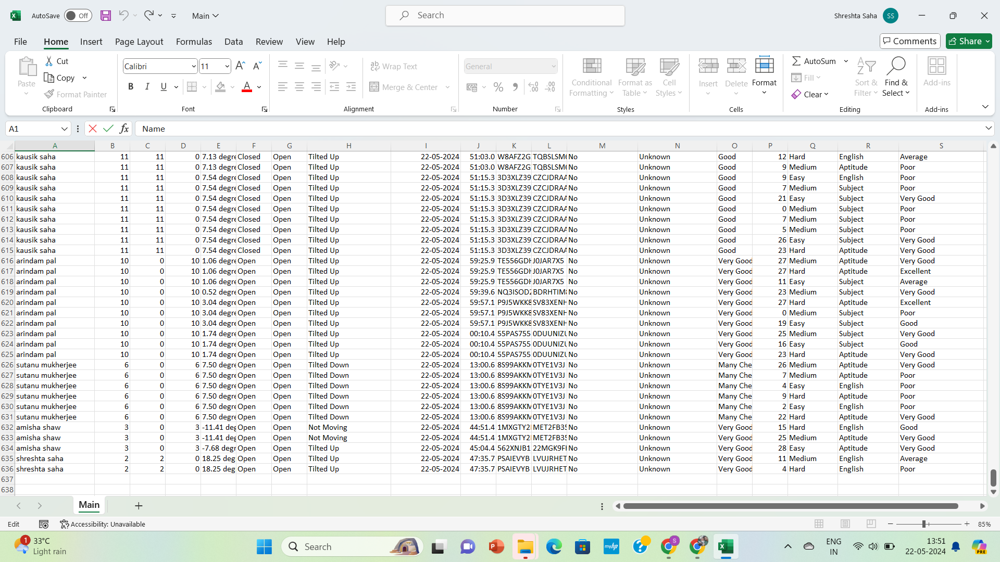 AutoSave Off Main Search Shreshta Saha SS
File Home Insert Page Layout Formulas Data Review View Help Comments Share
Paste Cut Copy Format Painter Clipboard
Calibri 11 B I U A Font
Wrap Text Merge & Center Alignment
General % Number
Conditional Formatting Format as Table Cell Styles Styles
Insert Delete Format Cells
AutoSum Fill Clear Sort & Filter Find & Select Editing
Add-ins Add-ins
A1 fx Name
A B C D E F G H I J K L M N O P Q R S
606 kausik saha 11 11 0 7.13 degre Closed Open Tilted Up 22-05-2024 51:03.0 W8AFZ2G TQBSLSM No Unknown Good 12 Hard English Average
607 kausik saha 11 11 0 7.13 degre Closed Open Tilted Up 22-05-2024 51:03.0 W8AFZ2G TQBSLSM No Unknown Good 9 Medium Aptitude Poor
608 kausik saha 11 11 0 7.54 degre Closed Open Tilted Up 22-05-2024 51:15.3 3D3XLZ39 CZCJDRAA No Unknown Good 9 Easy English Poor
609 kausik saha 11 11 0 7.54 degre Closed Open Tilted Up 22-05-2024 51:15.3 3D3XLZ39 CZCJDRAA No Unknown Good 7 Medium Subject Poor
610 kausik saha 11 11 0 7.54 degre Closed Open Tilted Up 22-05-2024 51:15.3 3D3XLZ39 CZCJDRAA No Unknown Good 21 Easy Subject Very Good
611 kausik saha 11 11 0 7.54 degre Closed Open Tilted Up 22-05-2024 51:15.3 3D3XLZ39 CZCJDRAA No Unknown Good 0 Medium Subject Poor
612 kausik saha 11 11 0 7.54 degre Closed Open Tilted Up 22-05-2024 51:15.3 3D3XLZ39 CZCJDRAA No Unknown Good 7 Medium Subject Poor
613 kausik saha 11 11 0 7.54 degre Closed Open Tilted Up 22-05-2024 51:15.3 3D3XLZ39 CZCJDRAA No Unknown Good 5 Medium Subject Poor
614 kausik saha 11 11 0 7.54 degre Closed Open Tilted Up 22-05-2024 51:15.3 3D3XLZ39 CZCJDRAA No Unknown Good 26 Easy Subject Very Good
615 kausik saha 11 11 0 7.54 degre Closed Open Tilted Up 22-05-2024 51:15.3 3D3XLZ39 CZCJDRAA No Unknown Good 23 Hard Aptitude Very Good
616 arindam pal 10 0 10 1.06 degre Open Open Tilted Up 22-05-2024 59:25.9 TE556GDH J0JAR7X5 No Unknown Very Good 27 Medium Aptitude Very Good
617 arindam pal 10 0 10 1.06 degre Open Open Tilted Up 22-05-2024 59:25.9 TE556GDH J0JAR7X5 No Unknown Very Good 27 Hard Aptitude Excellent
618 arindam pal 10 0 10 1.06 degre Open Open Tilted Up 22-05-2024 59:25.9 TE556GDH J0JAR7X5 No Unknown Very Good 11 Easy Subject Average
619 arindam pal 10 0 10 0.52 degre Open Open Tilted Up 22-05-2024 59:39.6 NQ3ISOD2 BDRHTIM No Unknown Very Good 23 Medium Subject Very Good
620 arindam pal 10 0 10 3.04 degre Open Open Tilted Up 22-05-2024 59:57.1 P9J5WKK8 SV83XENH No Unknown Very Good 27 Hard Aptitude Excellent
621 arindam pal 10 0 10 3.04 degre Open Open Tilted Up 22-05-2024 59:57.1 P9J5WKK8 SV83XENH No Unknown Very Good 0 Medium Subject Poor
622 arindam pal 10 0 10 3.04 degre Open Open Tilted Up 22-05-2024 59:57.1 P9J5WKK8 SV83XENH No Unknown Very Good 19 Easy Subject Good
623 arindam pal 10 0 10 1.74 degre Open Open Tilted Up 22-05-2024 00:10.4 55PAS755 0DUUNIZU No Unknown Very Good 25 Medium Subject Very Good
624 arindam pal 10 0 10 1.74 degre Open Open Tilted Up 22-05-2024 00:10.4 55PAS755 0DUUNIZU No Unknown Very Good 16 Easy Subject Good
625 arindam pal 10 0 10 1.74 degre Open Open Tilted Up 22-05-2024 00:10.4 55PAS755 0DUUNIZU No Unknown Very Good 23 Hard Aptitude Very Good
626 sutanu mukherjee 6 0 6 7.50 degre Open Open Tilted Down 22-05-2024 13:00.6 8S99AKKM 0TYE1V3J No Unknown Many Che 26 Medium Aptitude Very Good
627 sutanu mukherjee 6 0 6 7.50 degre Open Open Tilted Down 22-05-2024 13:00.6 8S99AKKM 0TYE1V3J No Unknown Many Che 7 Medium Aptitude Poor
628 sutanu mukherjee 6 0 6 7.50 degre Open Open Tilted Down 22-05-2024 13:00.6 8S99AKKM 0TYE1V3J No Unknown Many Che 4 Easy English Poor
629 sutanu mukherjee 6 0 6 7.50 degre Open Open Tilted Down 22-05-2024 13:00.6 8S99AKKM 0TYE1V3J No Unknown Many Che 9 Hard Aptitude Poor
630 sutanu mukherjee 6 0 6 7.50 degre Open Open Tilted Down 22-05-2024 13:00.6 8S99AKKM 0TYE1V3J No Unknown Many Che 2 Easy English Poor
631 sutanu mukherjee 6 0 6 7.50 degre Open Open Tilted Down 22-05-2024 13:00.6 8S99AKKM 0TYE1V3J No Unknown Many Che 22 Hard Aptitude Very Good
632 amisha shaw 3 0 3 -11.41 deg Open Open Not Moving 22-05-2024 44:51.4 1MXGTY2 MET2FB35 No Unknown Very Good 15 Hard English Good
633 amisha shaw 3 0 3 -11.41 deg Open Open Not Moving 22-05-2024 44:51.4 1MXGTY2 MET2FB35 No Unknown Very Good 25 Medium Aptitude Very Good
634 amisha shaw 3 0 3 -7.68 degr Open Open Tilted Up 22-05-2024 45:04.4 562XNJB1 22MGK9F No Unknown Very Good 28 Easy Aptitude Very Good
635 shreshta saha 2 2 0 18.25 deg Open Open Tilted Up 22-05-2024 47:35.7 PSAIEVYB LVUJRHET No Unknown Very Good 11 Medium English Average
636 shreshta saha 2 2 0 18.25 deg Open Open Tilted Up 22-05-2024 47:35.7 PSAIEVYB LVUJRHET No Unknown Very Good 4 Hard English Poor
637
638
Main
Edit Accessibility: Unavailable 85%
1 33°C Light rain Search myhp ENG IN 13:51 22-05-2024 PRE